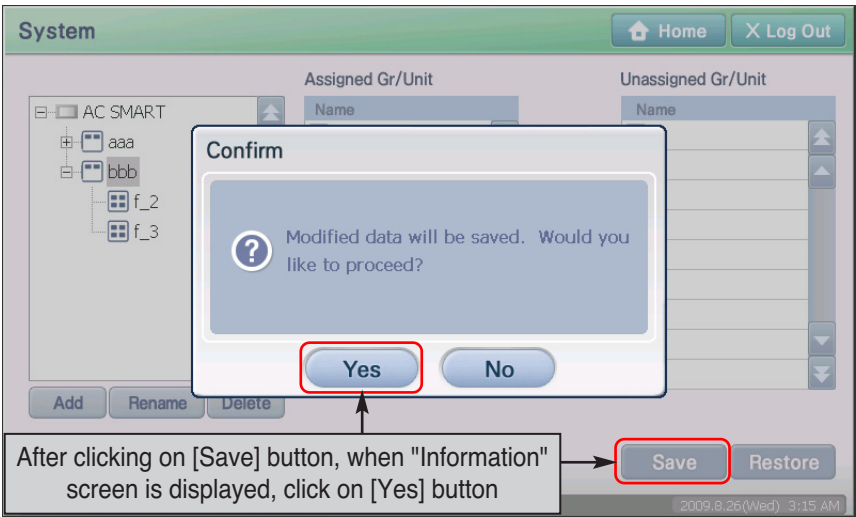 System
Home
X Log Out
Assigned Gr/Unit
Unassigned Gr/Unit
AC SMART
Name
Name
aaa
bbb
f_2
f_3
Confirm
Modified data will be saved. Would you
like to proceed?
Yes
No
Add
Rename
Delete
After clicking on [Save] button, when "Information"
screen is displayed, click on [Yes] button
Save
Restore
2009.8.26(Wed) 3:15 AM